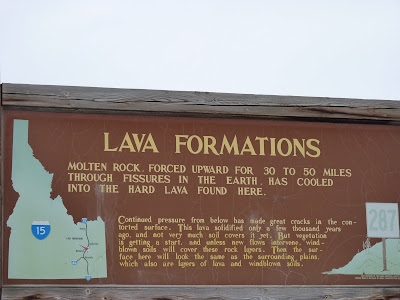 LAVA FORMATIONS
MOLTEN ROCK, FORCED UPWARD FOR 30 TO 50 MILES
THROUGH FISSURES IN THE EARTH, HAS COOLED
INTO THE HARD LAVA FOUND HERE.
Continued pressure from below has made great cracks in the con-
torted surface. This lava solidified only a few thousand years
ago, and not very much soil covers it yet. But vegetation
is getting a start, and unless new flows intervene, wind-
blown soils will cover these rock layers. Then the sur-
face here will look the same as the surrounding plains,
which also are layers of lava and windblown soils.
287
15